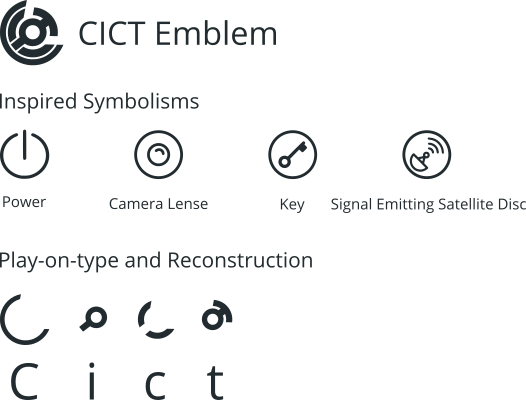 CICT Emblem
Inspired Symbolisms
Power Camera Lense Key Signal Emitting Satellite Disc
Play-on-type and Reconstruction
C i c t